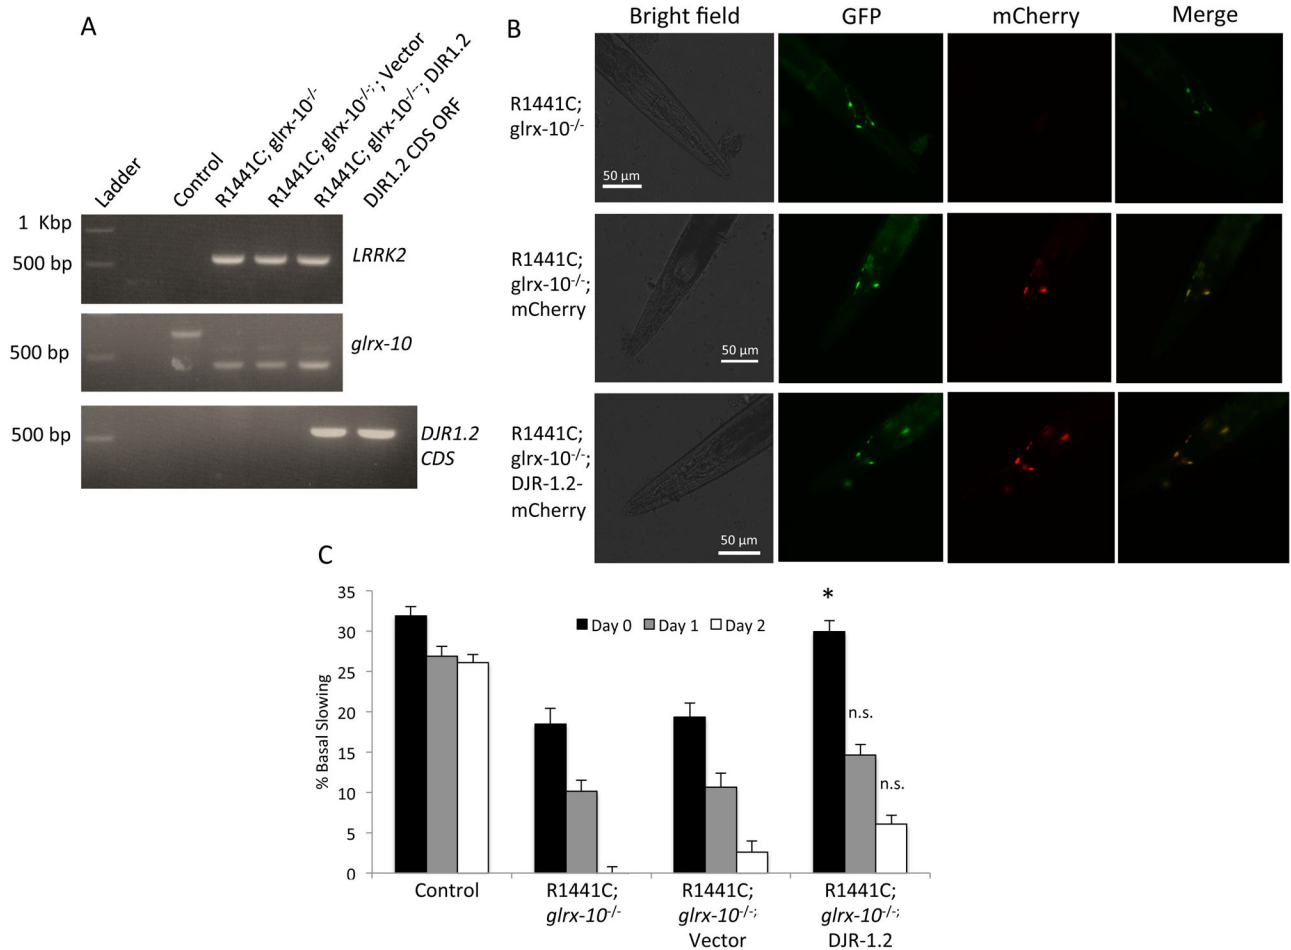 A
Ladder
Control
R1441C; glrx-10-/-
R1441C; glrx-10-/-; Vector
R1441C; glrx-10-/-; DJR1.2
DJR1.2 CDS ORF
1 Kbp
500 bp
LRRK2
500 bp
glrx-10
500 bp
DJR1.2
CDS
B
Bright field GFP mCherry Merge
R1441C;
glrx-10-/-
50 µm
R1441C;
glrx-10-/-;
mCherry
50 µm
R1441C;
glrx-10-/-;
DJR-1.2-
mCherry
50 µm
C
% Basal Slowing
35
30
25
20
15
10
5
0
Day 0 Day 1 Day 2
*
n.s.
n.s.
Control
R1441C;
glrx-10-/-
R1441C;
glrx-10-/-;
Vector
R1441C;
glrx-10-/-;
DJR-1.2